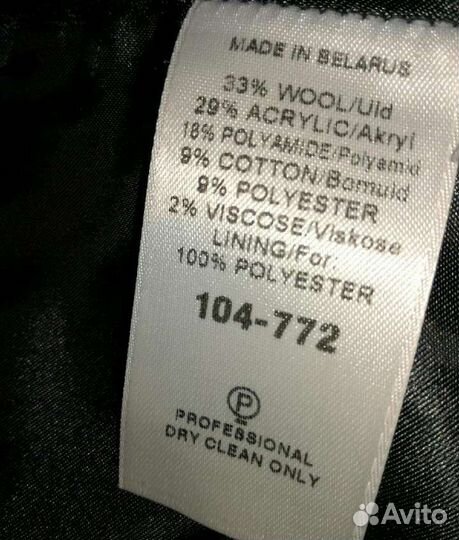 MADE IN BELARUS
33% WOOL/Uld
29% ACRYLIC/Akryl
18% POLYAMIDE/Polyamid
9% COTTON/Bomuld
9% POLYESTER
2% VISCOSE/Viskose
LINING/For.
100% POLYESTER
104-772
P
PROFESSIONAL
DRY CLEAN ONLY
Avito